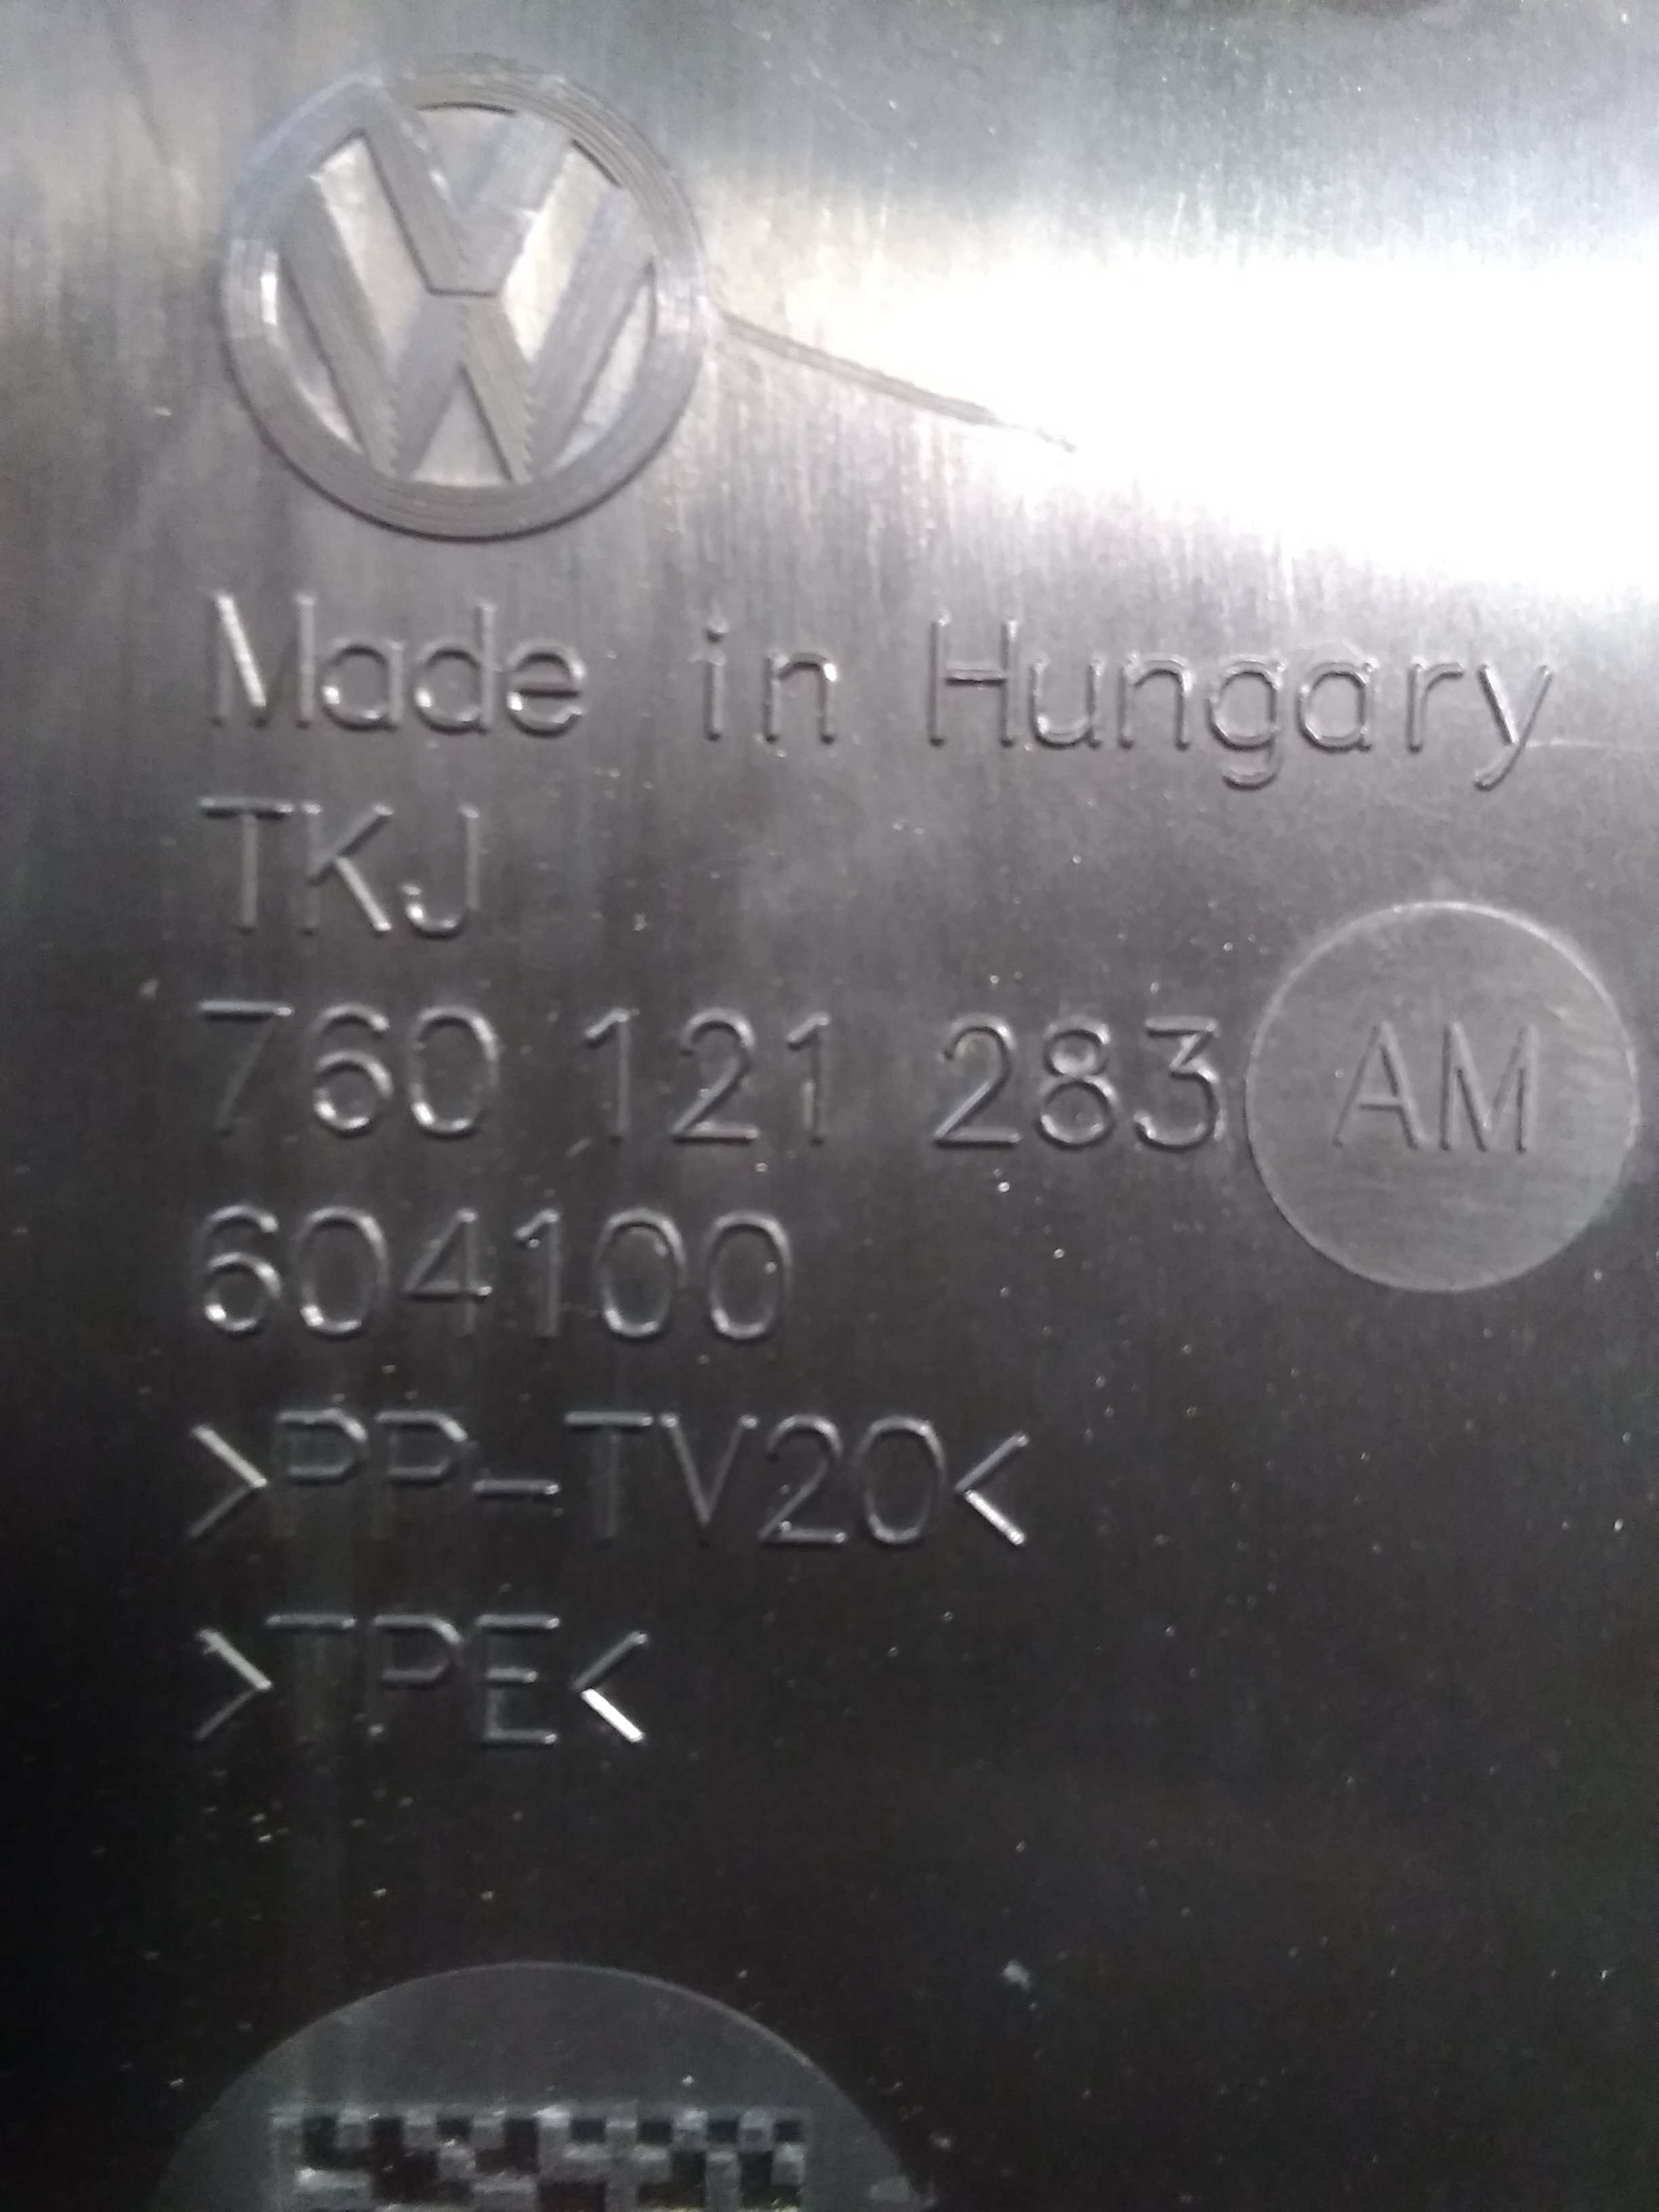 Made in Hungary
TKJ
760 121 283 AM
604100
>PP-TV20<
>TPE<